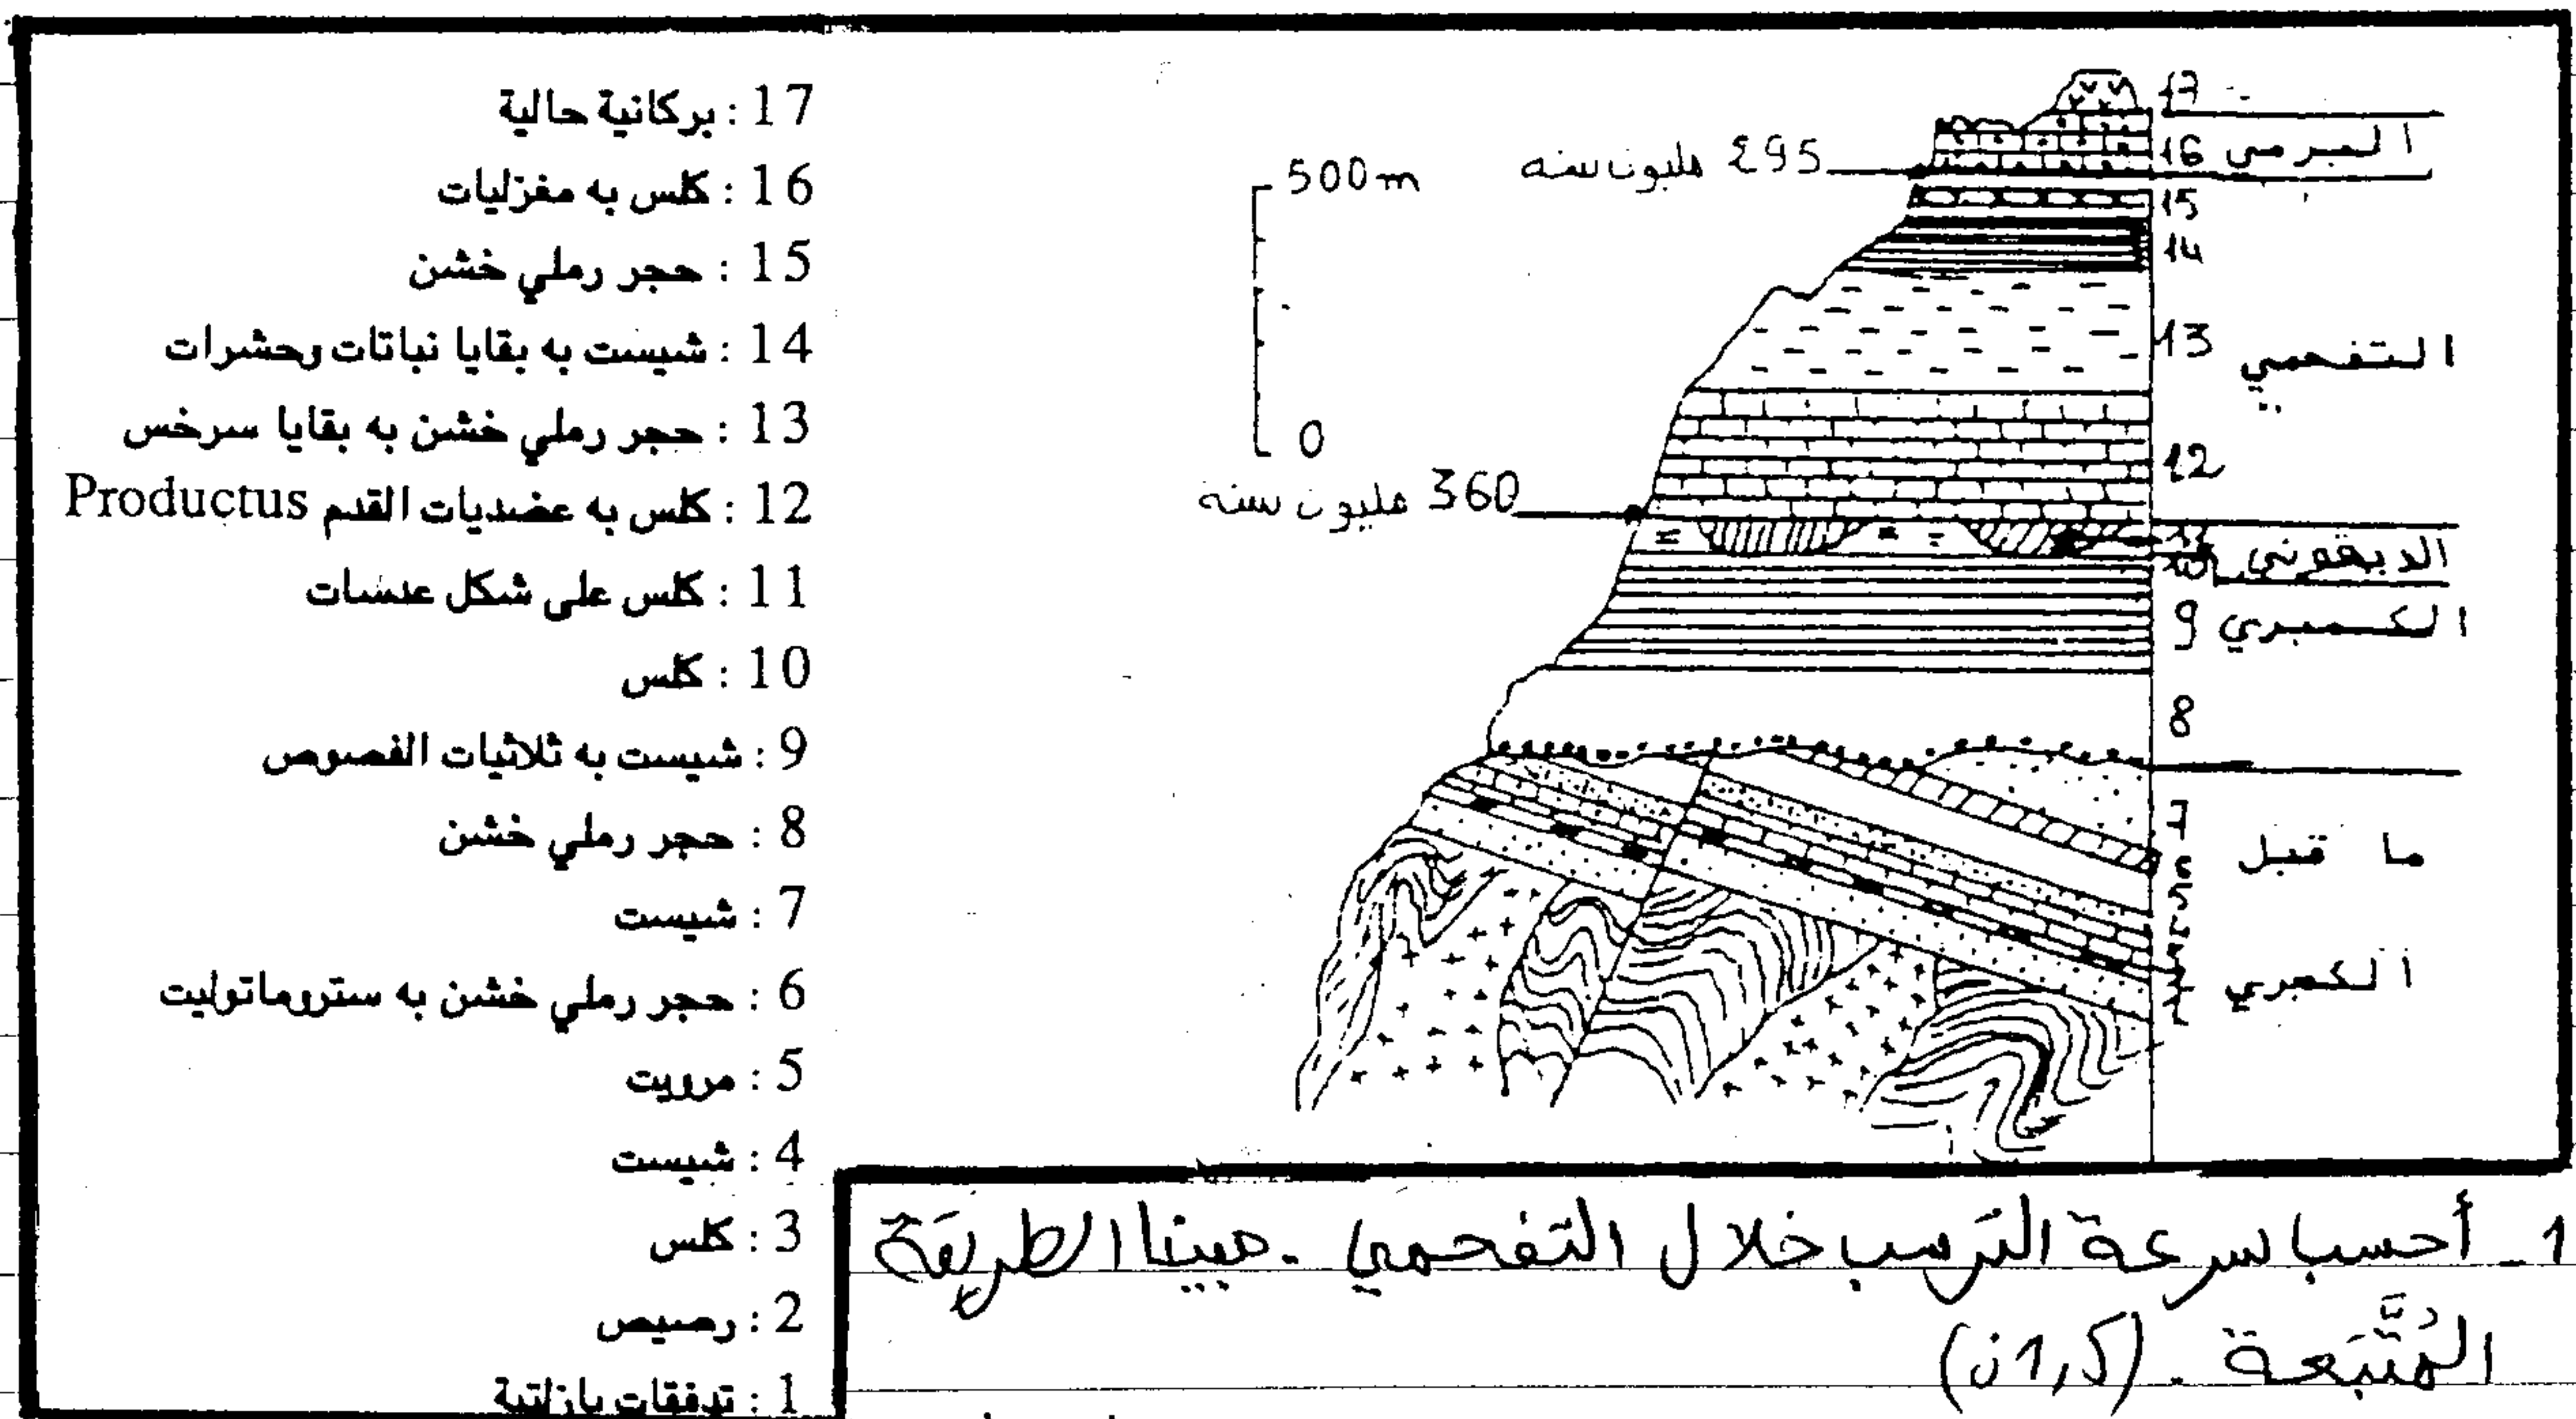 17 : بركانية حالية
16 : كلس به مغزليات
15 : حجر رملي خشن
14 : شيست به بقايا نباتات وحشرات
13 : حجر رملي خشن به بقايا سرخس
12 : كلس به عضديات القدم Productus
11 : كلس على شكل عدسات
10 : كلس
9 : شيست به ثلاثيات الفصوص
8 : حجر رملي خشن
7 : شيست
6 : حجر رملي خشن به ستروماتوليت
5 : مرويت
4 : شيست
3 : كلس
2 : رصيص
1 : تدفقات بازلتية
500m
0
295 مليون سنة
360 مليون سنة
17
16 البرمي
15
14
13 التفحمي
12
الديفوني
9 الكمبري
8
7
ما قبل
الكمبري
1 - أحسب سرعة الترسب خلال التفحمي . مبينا الطريقة
المُتَّبَعة . (1,5ن)